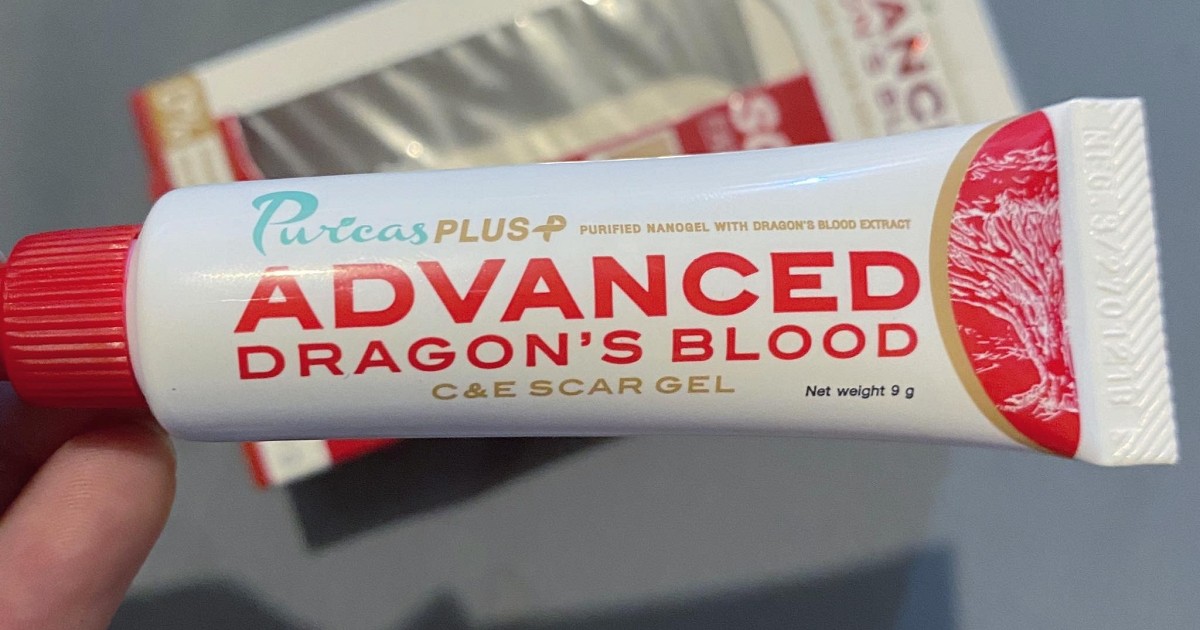 Puricas PLUS+ PURIFIED NANOGEL WITH DRAGON'S BLOOD EXTRACT
ADVANCED
DRAGON'S BLOOD
C&E SCAR GEL
Net weight 9 g